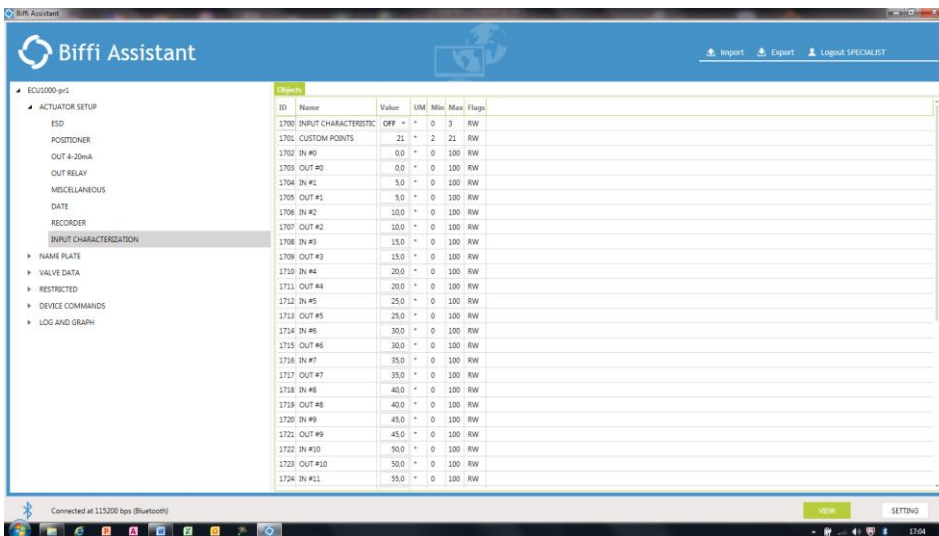 Biffi Assistant
Biffi Assistant
Import Export Logout SPECIALIST
ECU1000-pr1
ACTUATOR SETUP
ESD
POSITIONER
OUT 4-20mA
OUT RELAY
MISCELLANEOUS
DATE
RECORDER
INPUT CHARACTERIZATION
NAME PLATE
VALVE DATA
RESTRICTED
DEVICE COMMANDS
LOG AND GRAPH
Objects
ID Name Value UM Min Max Flags
1700 INPUT CHARACTERISTIC OFF * 0 3 RW
1701 CUSTOM POINTS 21 * 2 21 RW
1702 IN #0 0,0 * 0 100 RW
1703 OUT #0 0,0 * 0 100 RW
1704 IN #1 5,0 * 0 100 RW
1705 OUT #1 5,0 * 0 100 RW
1706 IN #2 10,0 * 0 100 RW
1707 OUT #2 10,0 * 0 100 RW
1708 IN #3 15,0 * 0 100 RW
1709 OUT #3 15,0 * 0 100 RW
1710 IN #4 20,0 * 0 100 RW
1711 OUT #4 20,0 * 0 100 RW
1712 IN #5 25,0 * 0 100 RW
1713 OUT #5 25,0 * 0 100 RW
1714 IN #6 30,0 * 0 100 RW
1715 OUT #6 30,0 * 0 100 RW
1716 IN #7 35,0 * 0 100 RW
1717 OUT #7 35,0 * 0 100 RW
1718 IN #8 40,0 * 0 100 RW
1719 OUT #8 40,0 * 0 100 RW
1720 IN #9 45,0 * 0 100 RW
1721 OUT #9 45,0 * 0 100 RW
1722 IN #10 50,0 * 0 100 RW
1723 OUT #10 50,0 * 0 100 RW
1724 IN #11 55,0 * 0 100 RW
Connected at 115200 bps (Bluetooth)
VIEW SETTING
17:04